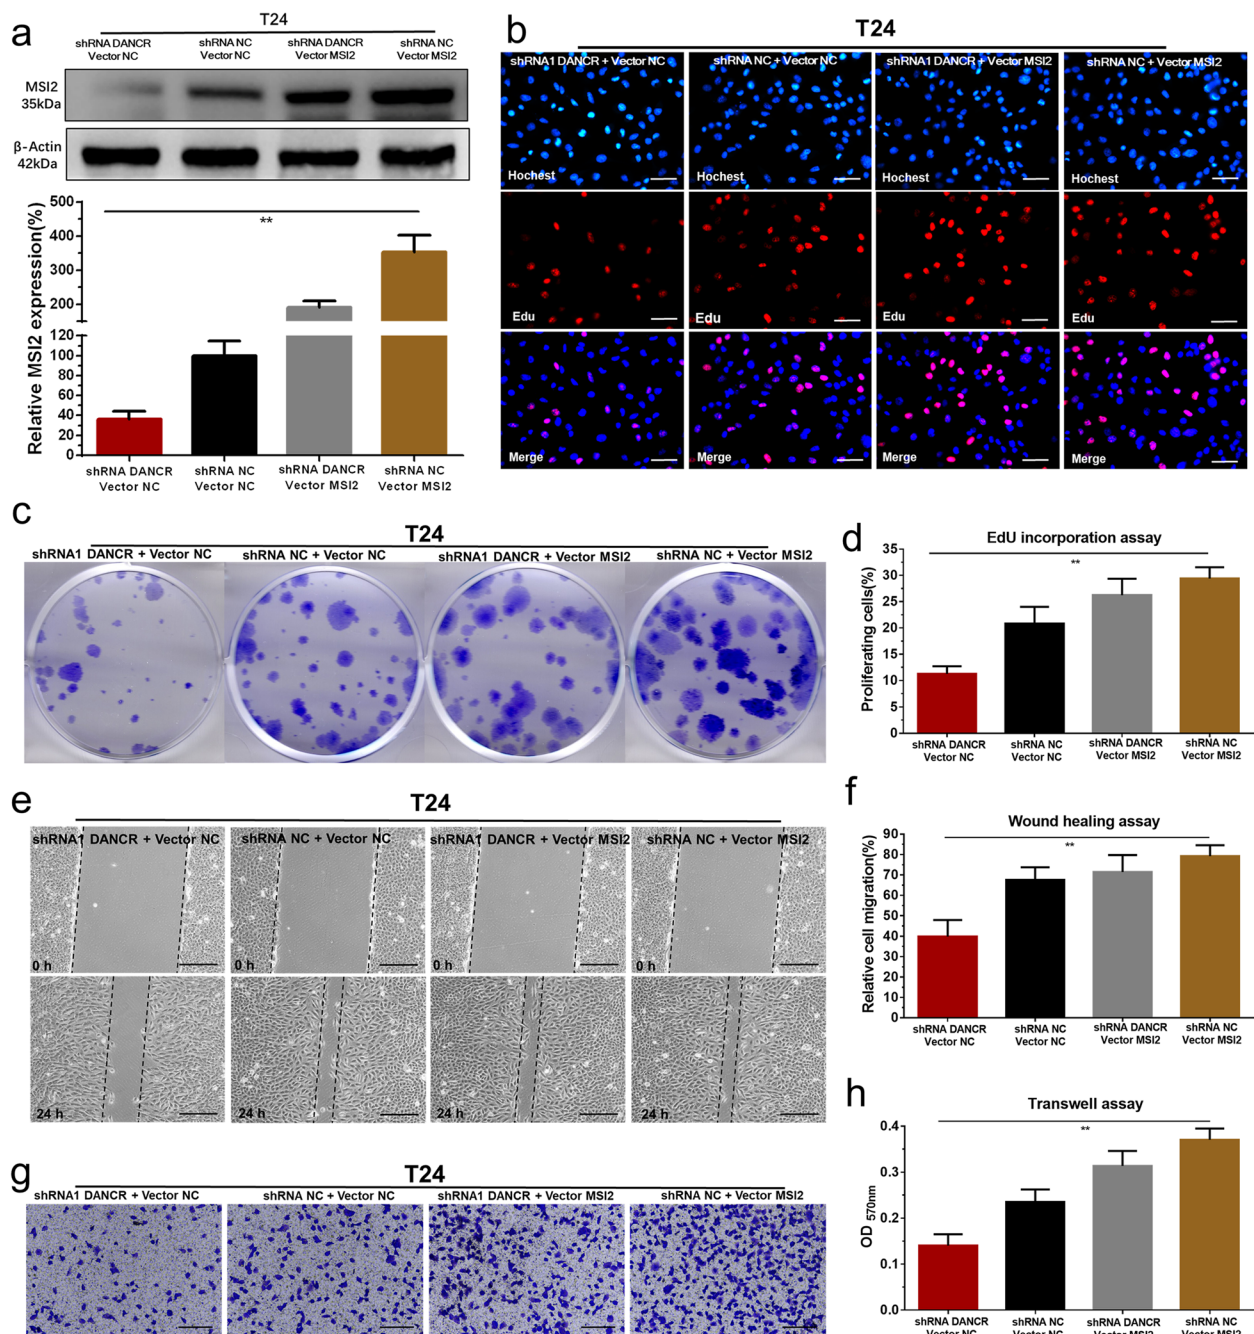 a
T24
shRNA DANCR
Vector NC
shRNA NC
Vector NC
shRNA DANCR
Vector MSI2
shRNA NC
Vector MSI2
MSI2
35kDa
β-Actin
42kDa
Relative MSI2 expression(%)
500
400
300
200
120
100
80
60
40
20
0
**
shRNA DANCR
Vector NC
shRNA NC
Vector NC
shRNA DANCR
Vector MSI2
shRNA NC
Vector MSI2
b
T24
shRNA1 DANCR + Vector NC
shRNA NC + Vector NC
shRNA1 DANCR + Vector MSI2
shRNA NC + Vector MSI2
Hochest
Hochest
Hochest
Hochest
Edu
Edu
Edu
Edu
Merge
Merge
Merge
Merge
c
T24
shRNA1 DANCR + Vector NC
shRNA NC + Vector NC
shRNA1 DANCR + Vector MSI2
shRNA NC + Vector MSI2
d
EdU incorporation assay
Proliferating cells(%)
35
30
25
20
15
10
5
0
**
shRNA DANCR
Vector NC
shRNA NC
Vector NC
shRNA DANCR
Vector MSI2
shRNA NC
Vector MSI2
e
T24
shRNA1 DANCR + Vector NC
shRNA NC + Vector NC
shRNA1 DANCR + Vector MSI2
shRNA NC + Vector MSI2
0 h
0 h
0 h
0 h
24 h
24 h
24 h
24 h
f
Wound healing assay
Relative cell migration(%)
90
80
70
60
50
40
30
20
10
0
**
shRNA DANCR
Vector NC
shRNA NC
Vector NC
shRNA DANCR
Vector MSI2
shRNA NC
Vector MSI2
g
T24
shRNA1 DANCR + Vector NC
shRNA NC + Vector NC
shRNA1 DANCR + Vector MSI2
shRNA NC + Vector MSI2
h
Transwell assay
OD 570nm
0.4
0.3
0.2
0.1
0.0
**
shRNA DANCR
Vector NC
shRNA NC
Vector NC
shRNA DANCR
Vector MSI2
shRNA NC
Vector MSI2